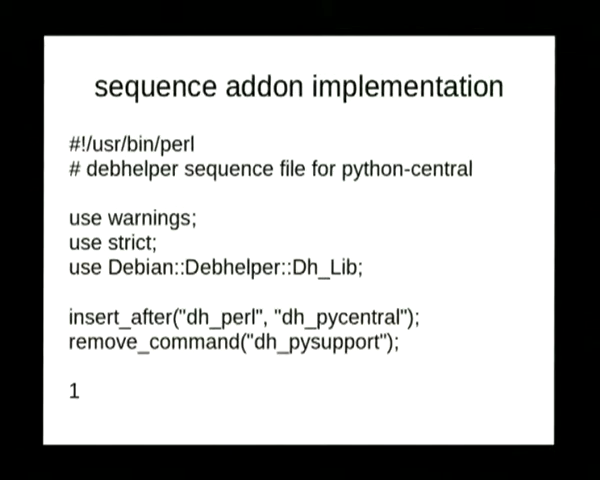 sequence addon implementation
#!/usr/bin/perl
# debhelper sequence file for python-central
use warnings;
use strict;
use Debian::Debhelper::Dh_Lib;
insert_after("dh_perl", "dh_pycentral");
remove_command("dh_pysupport");
1